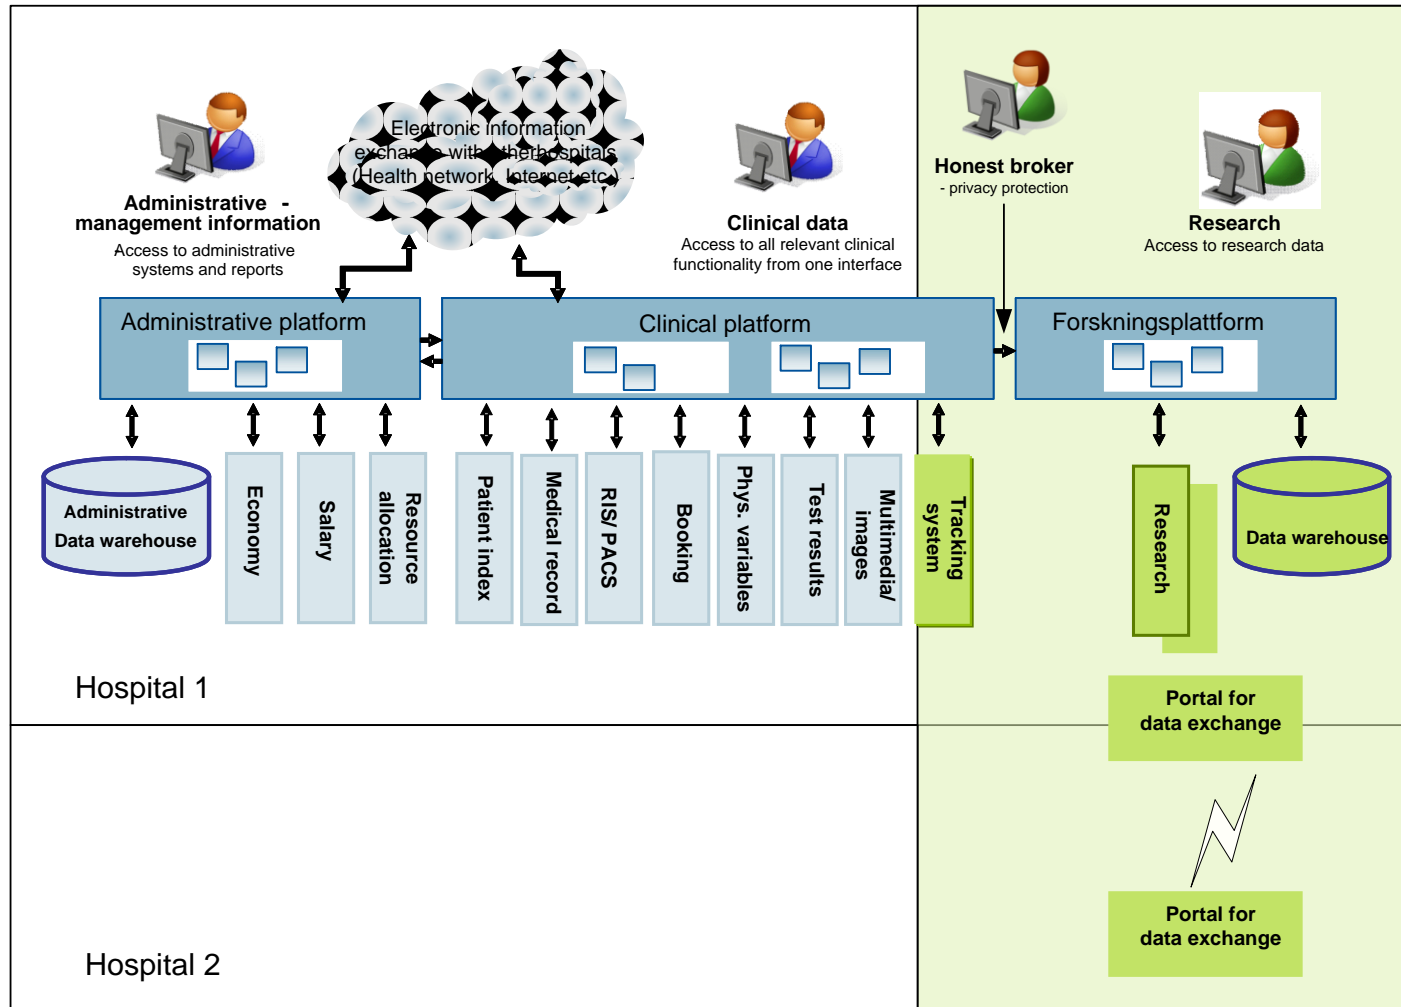 Electronic information
exchange with otherhospitals
(Health network, Internet etc.)
Administrative -
management information
Access to administrative
systems and reports
Clinical data
Access to all relevant clinical
functionality from one interface
Honest broker
- privacy protection
Research
Access to research data
Administrative platform
Clinical platform
Forskningsplattform
Administrative
Data warehouse
Economy
Salary
Resource
allocation
Patient index
Medical record
RIS/ PACS
Booking
Phys. variables
Test results
Multimedia/
images
Tracking
system
Research
Data warehouse
Hospital 1
Portal for
data exchange
Portal for
data exchange
Hospital 2